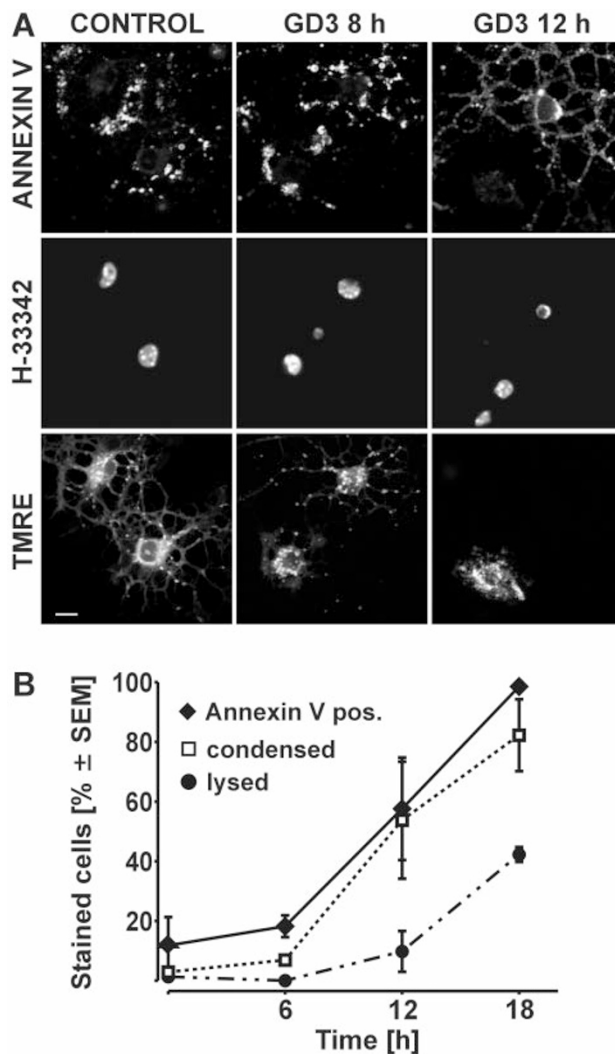 A CONTROL GD3 8 h GD3 12 h
ANNEXIN V
H-33342
TMRE
B
100
80
60
40
20
Stained cells [% ± SEM]
Annexin V pos.
condensed
lysed
6 12 18
Time [h]